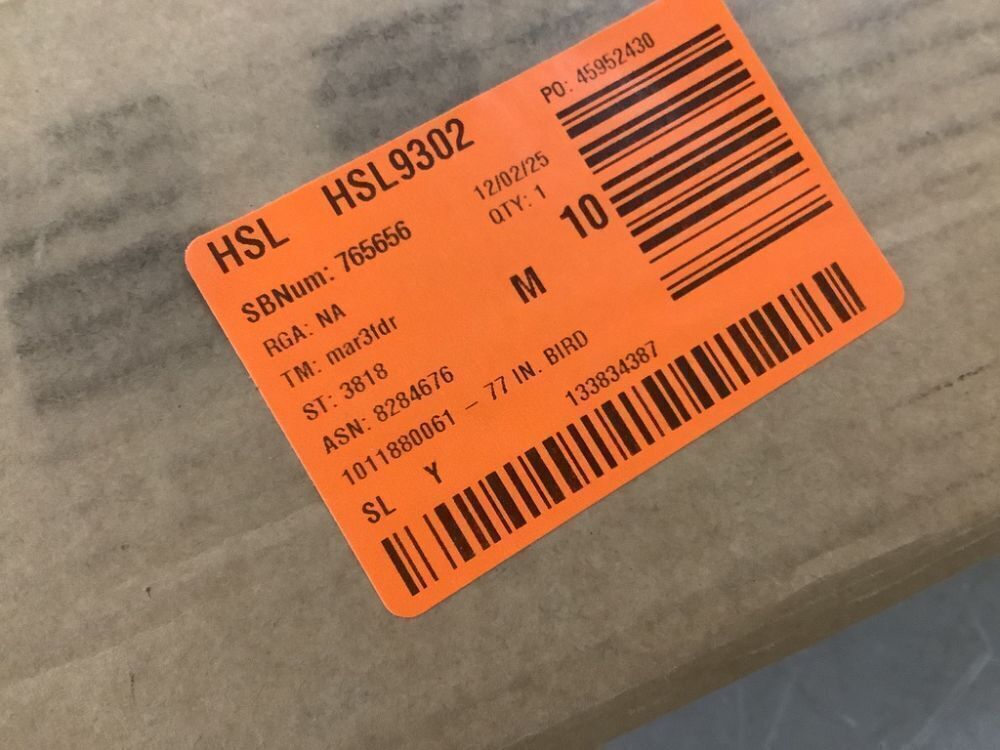 HSL HSL9302
PO: 45952430
SBNum: 765656
12/02/25
RGA: NA
QTY: 1
10
TM: mar3fdr
M
ST: 3818
ASN: 8284676
1011880061 – 77 IN. BIRD
133834387
SL Y